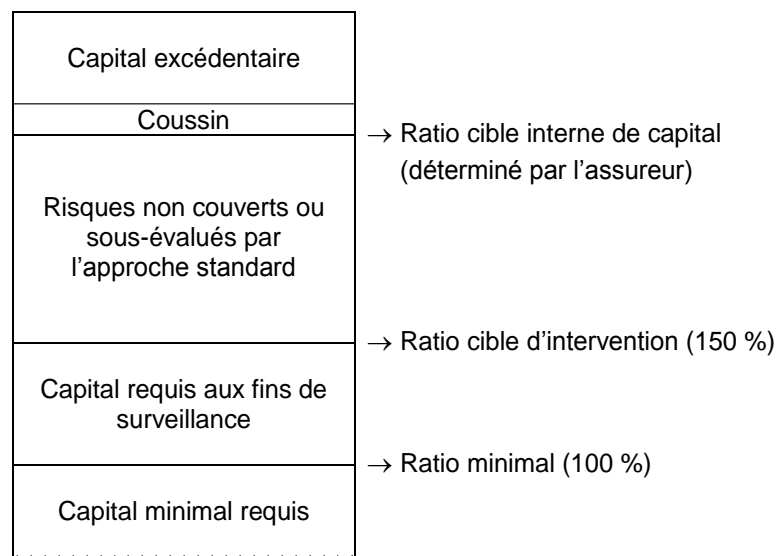 Capital excédentaire
Coussin
→ Ratio cible interne de capital
(déterminé par l'assureur)
Risques non couverts ou
sous-évalués par
l'approche standard
→ Ratio cible d'intervention (150 %)
Capital requis aux fins de
surveillance
→ Ratio minimal (100 %)
Capital minimal requis